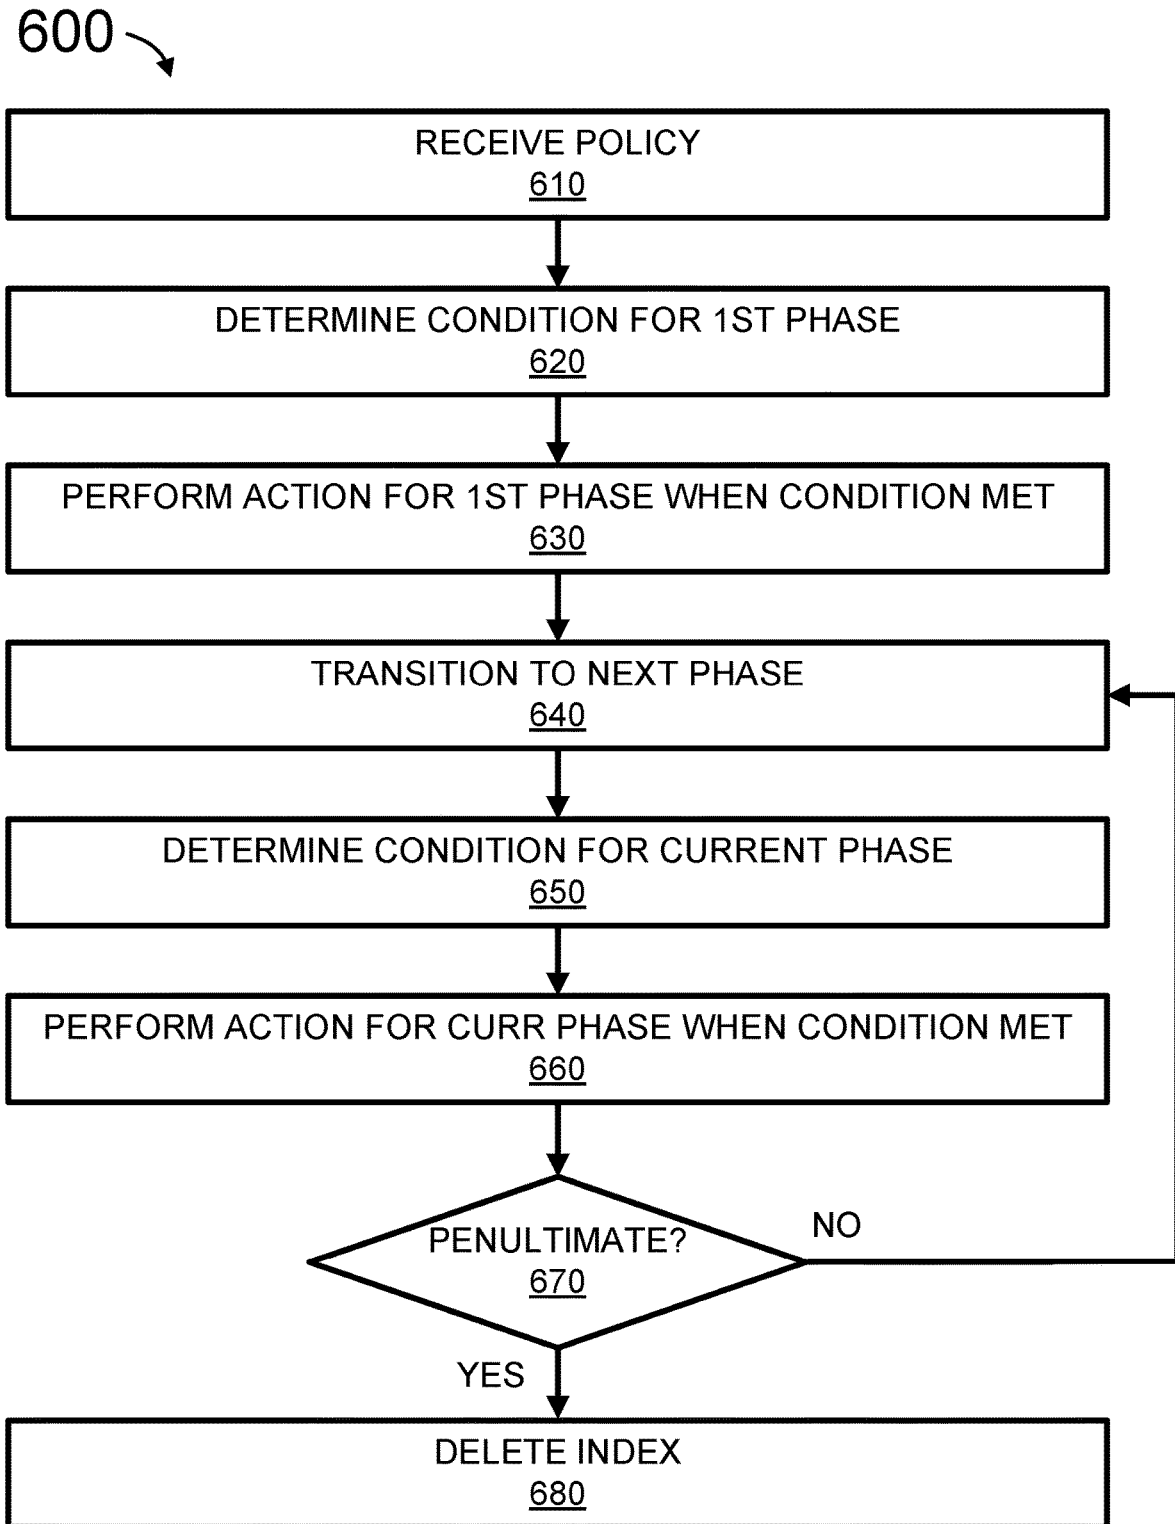 600
RECEIVE POLICY
610
DETERMINE CONDITION FOR 1ST PHASE
620
PERFORM ACTION FOR 1ST PHASE WHEN CONDITION MET
630
TRANSITION TO NEXT PHASE
640
DETERMINE CONDITION FOR CURRENT PHASE
650
PERFORM ACTION FOR CURR PHASE WHEN CONDITION MET
660
PENULTIMATE?
670
NO
YES
DELETE INDEX
680